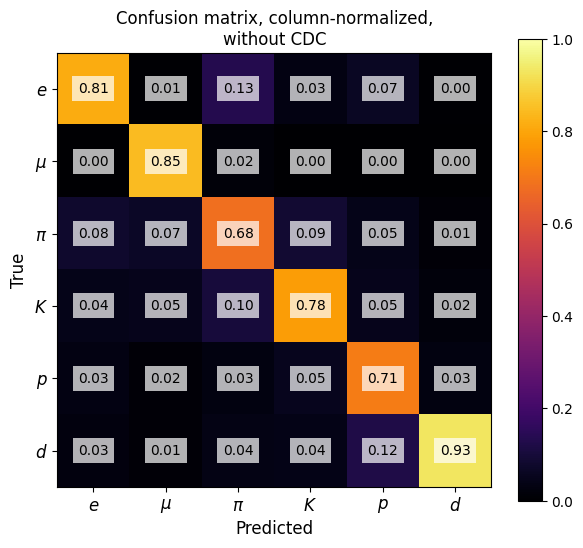 Confusion matrix, column-normalized,
without CDC
1.0
e 0.81 0.01 0.13 0.03 0.07 0.00
μ 0.00 0.85 0.02 0.00 0.00 0.00
0.8
π 0.08 0.07 0.68 0.09 0.05 0.01
0.6
True
K 0.04 0.05 0.10 0.78 0.05 0.02
0.4
p 0.03 0.02 0.03 0.05 0.71 0.03
0.2
d 0.03 0.01 0.04 0.04 0.12 0.93
0.0
e μ π K p d
Predicted